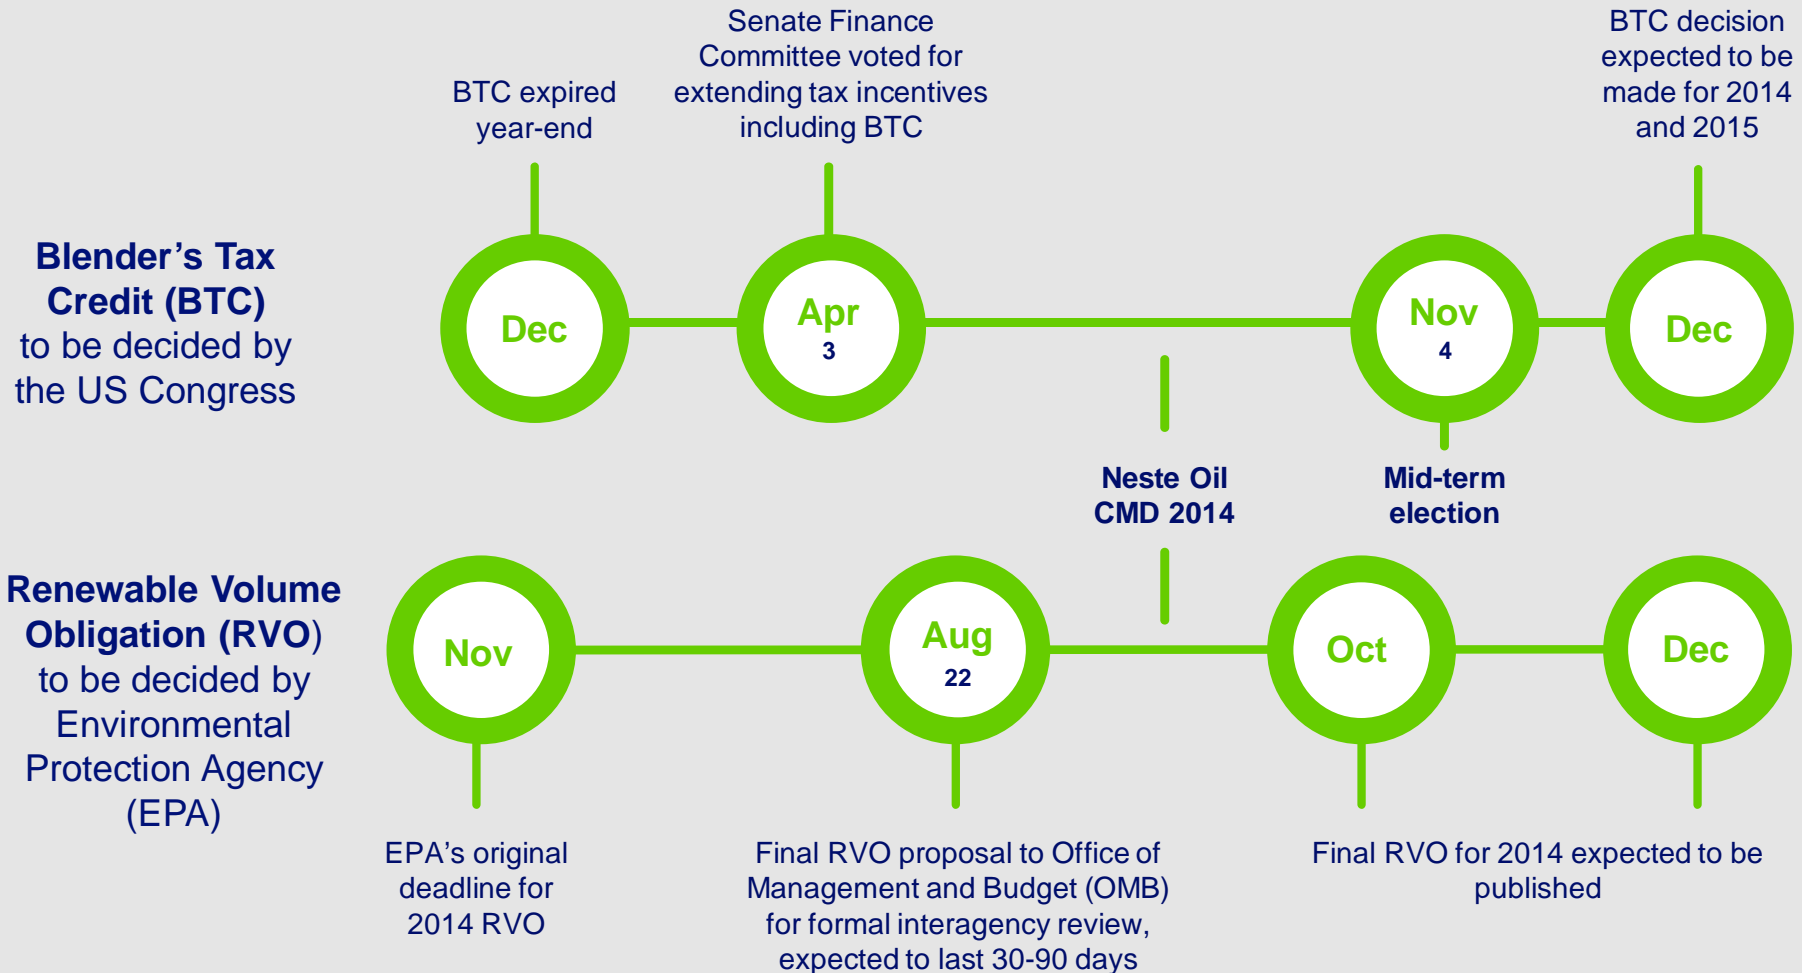 BTC expired
year-end
Senate Finance
Committee voted for
extending tax incentives
including BTC
BTC decision
expected to be
made for 2014
and 2015
Blender’s Tax
Credit (BTC)
to be decided by
the US Congress
Dec
Apr
3
Nov
4
Dec
Neste Oil
CMD 2014
Mid-term
election
Renewable Volume
Obligation (RVO)
to be decided by
Environmental
Protection Agency
(EPA)
Nov
Aug
22
Oct
Dec
EPA’s original
deadline for
2014 RVO
Final RVO proposal to Office of
Management and Budget (OMB)
for formal interagency review,
expected to last 30-90 days
Final RVO for 2014 expected to be
published